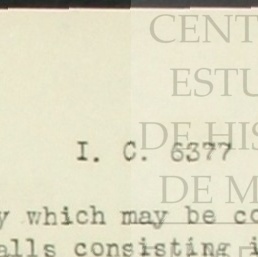 CENT
ESTU
DE HIS
DE M
I. C. 6377
y which may be co
alls consisting i